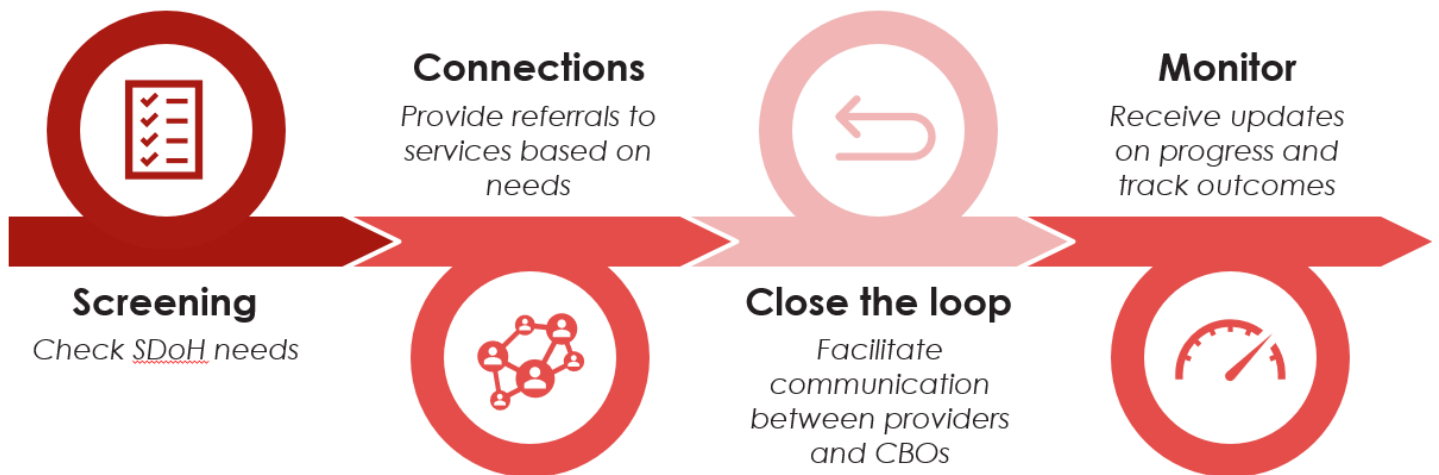 Screening
Check SDoH needs
Connections
Provide referrals to
services based on
needs
Close the loop
Facilitate
communication
between providers
and CBOs
Monitor
Receive updates
on progress and
track outcomes